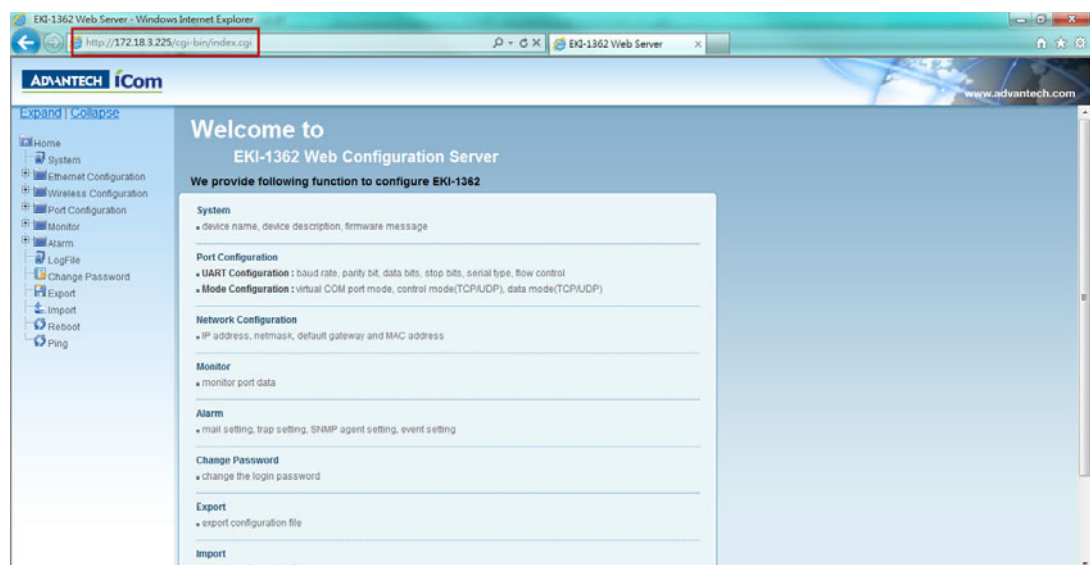 EKI-1362 Web Server - Windows Internet Explorer
http://172.18.3.225/cgi-bin/index.cgi
EKI-1362 Web Server
ADVANTECH iCom
www.advantech.com
Expand | Collapse
Home
System
Ethernet Configuration
Wireless Configuration
Port Configuration
Monitor
Alarm
LogFile
Change Password
Export
Import
Reboot
Ping
Welcome to
EKI-1362 Web Configuration Server
We provide following function to configure EKI-1362
System
device name, device description, firmware message
Port Configuration
UART Configuration : baud rate, parity bit, data bits, stop bits, serial type, flow control
Mode Configuration : virtual COM port mode, control mode(TCP/UDP), data mode(TCP/UDP)
Network Configuration
IP address, netmask, default gateway and MAC address
Monitor
monitor port data
Alarm
mail setting, trap setting, SNMP agent setting, event setting
Change Password
change the login password
Export
export configuration file
Import